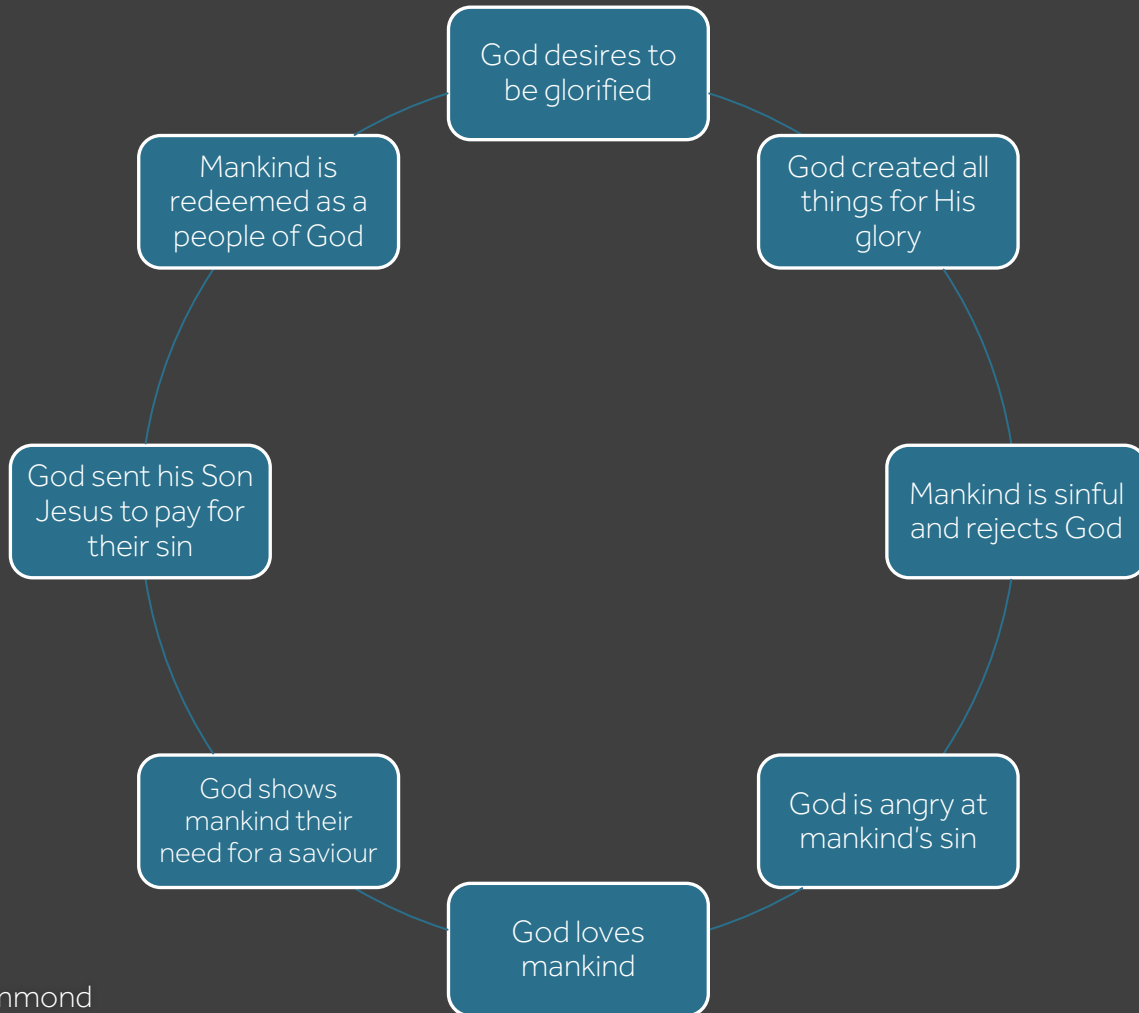 God desires to
be glorified
God created all
things for His
glory
Mankind is sinful
and rejects God
God is angry at
mankind's sin
God loves
mankind
God shows
mankind their
need for a saviour
God sent his Son
Jesus to pay for
their sin
Mankind is
redeemed as a
people of God